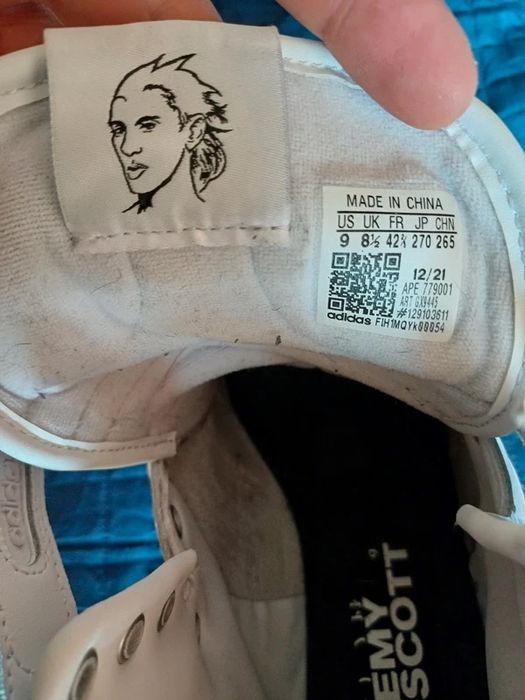 MADE IN CHINA
US UK FR JP CHN
9 8½ 42⅔ 270 265
12/21
APE 779001
ART GX9445
#129103611
adidas FIH1MQYK00054
adidas
EMY
SCOTT